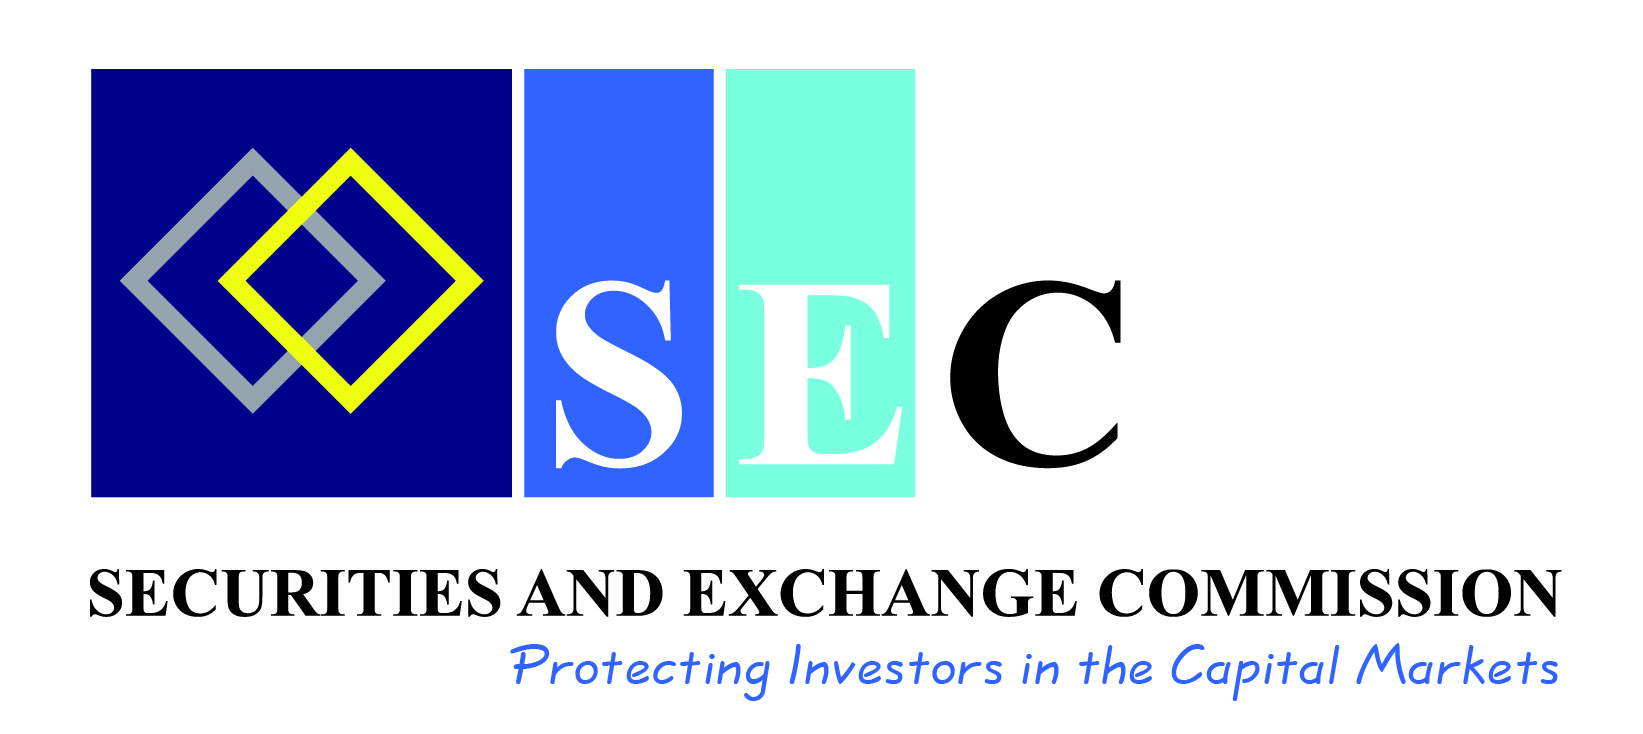 SEC
SECURITIES AND EXCHANGE COMMISSION
Protecting Investors in the Capital Markets